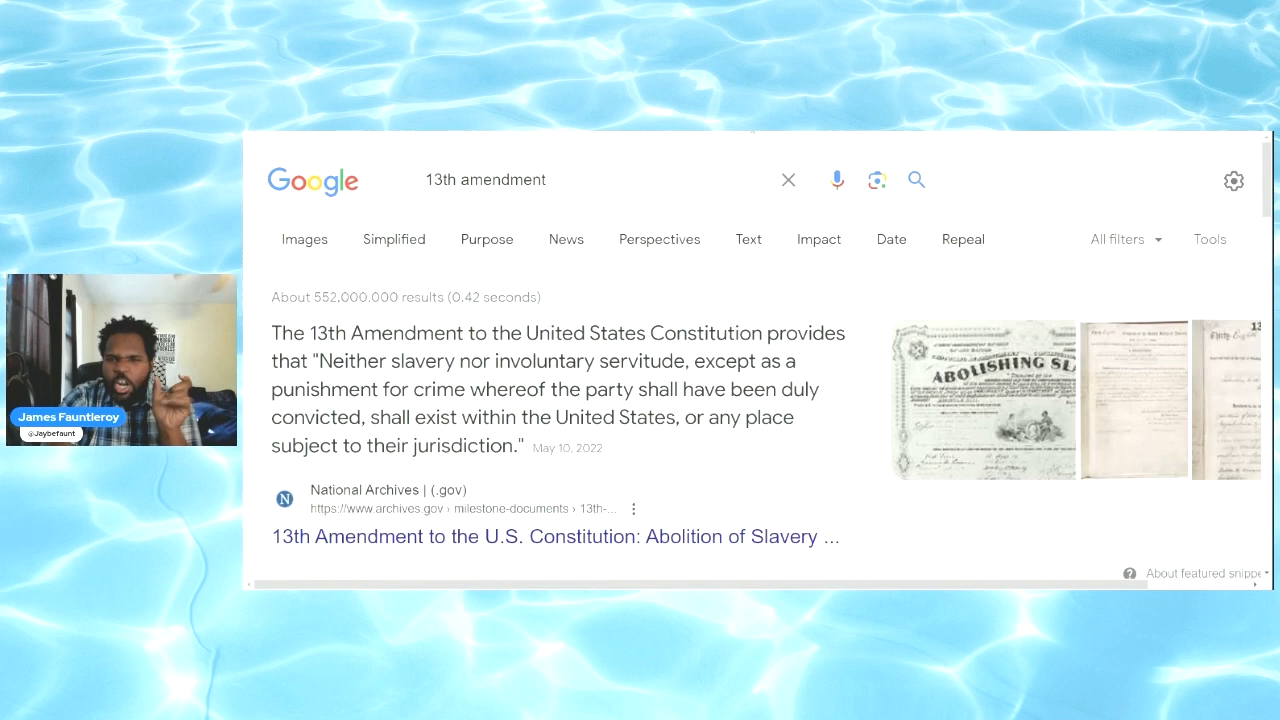 Google
13th amendment
Images Simplified Purpose News Perspectives Text Impact Date Repeal All filters Tools
About 552,000,000 results (0.42 seconds)
The 13th Amendment to the United States Constitution provides
that "Neither slavery nor involuntary servitude, except as a
punishment for crime whereof the party shall have been duly
convicted, shall exist within the United States, or any place
subject to their jurisdiction." May 10, 2022
ABOLISHING SL
13
N
National Archives | (.gov)
https://www.archives.gov › milestone-documents › 13th-...
13th Amendment to the U.S. Constitution: Abolition of Slavery ...
About featured snippe
James Fauntleroy
@Jaybefaunt